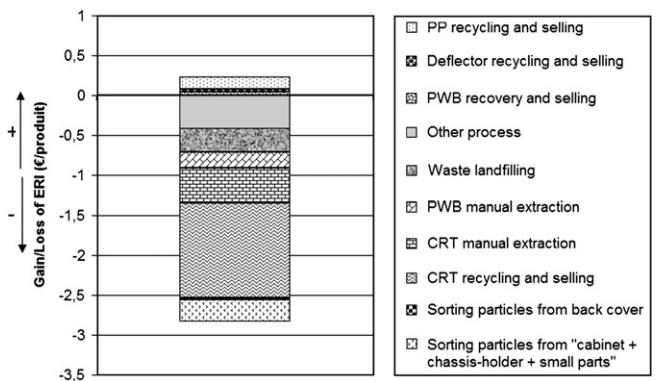 1
0,5
0
-0,5
-1
-1,5
-2
-2,5
-3
-3,5
+
-
Gain/Loss of ERI (€/produit)
PP recycling and selling
Deflector recycling and selling
PWB recovery and selling
Other process
Waste landfilling
PWB manual extraction
CRT manual extraction
CRT recycling and selling
Sorting particles from back cover
Sorting particles from "cabinet +
chassis-holder + small parts"